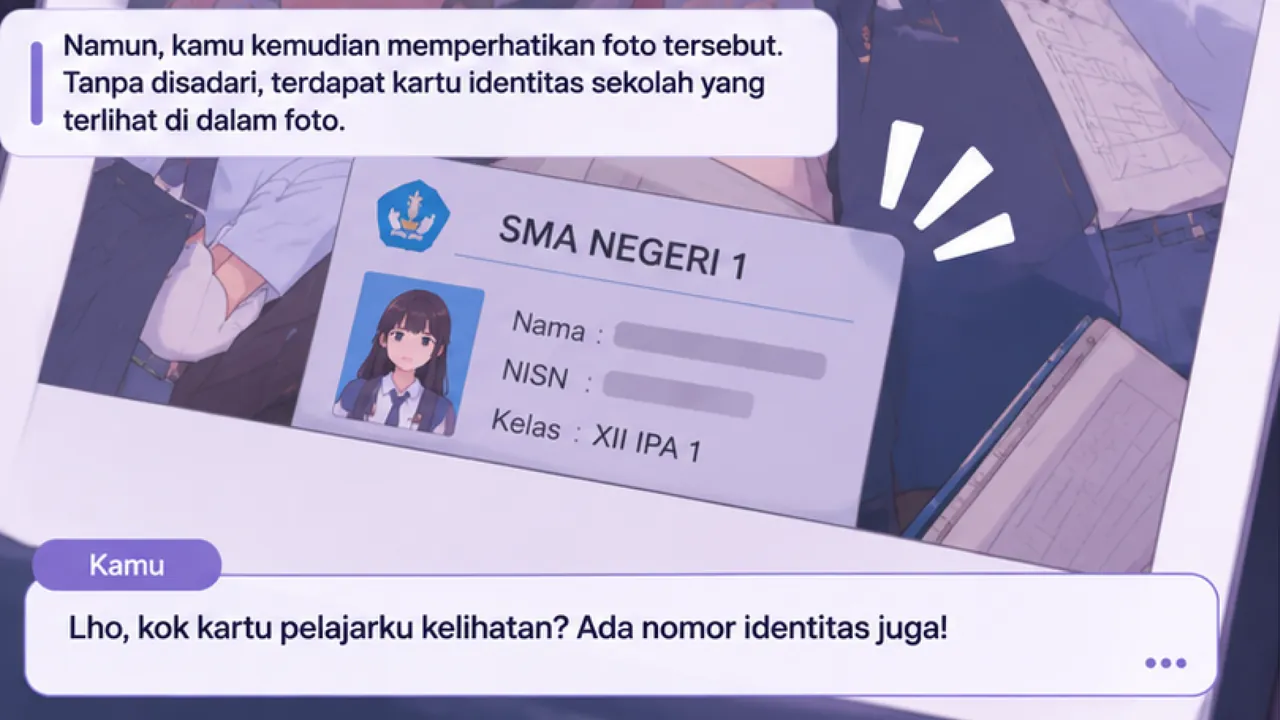 Namun, kamu kemudian memperhatikan foto tersebut.
Tanpa disadari, terdapat kartu identitas sekolah yang
terlihat di dalam foto.
SMA NEGERI 1
Nama :
NISN :
Kelas : XII IPA 1
Kamu
Lho, kok kartu pelajarku kelihatan? Ada nomor identitas juga!